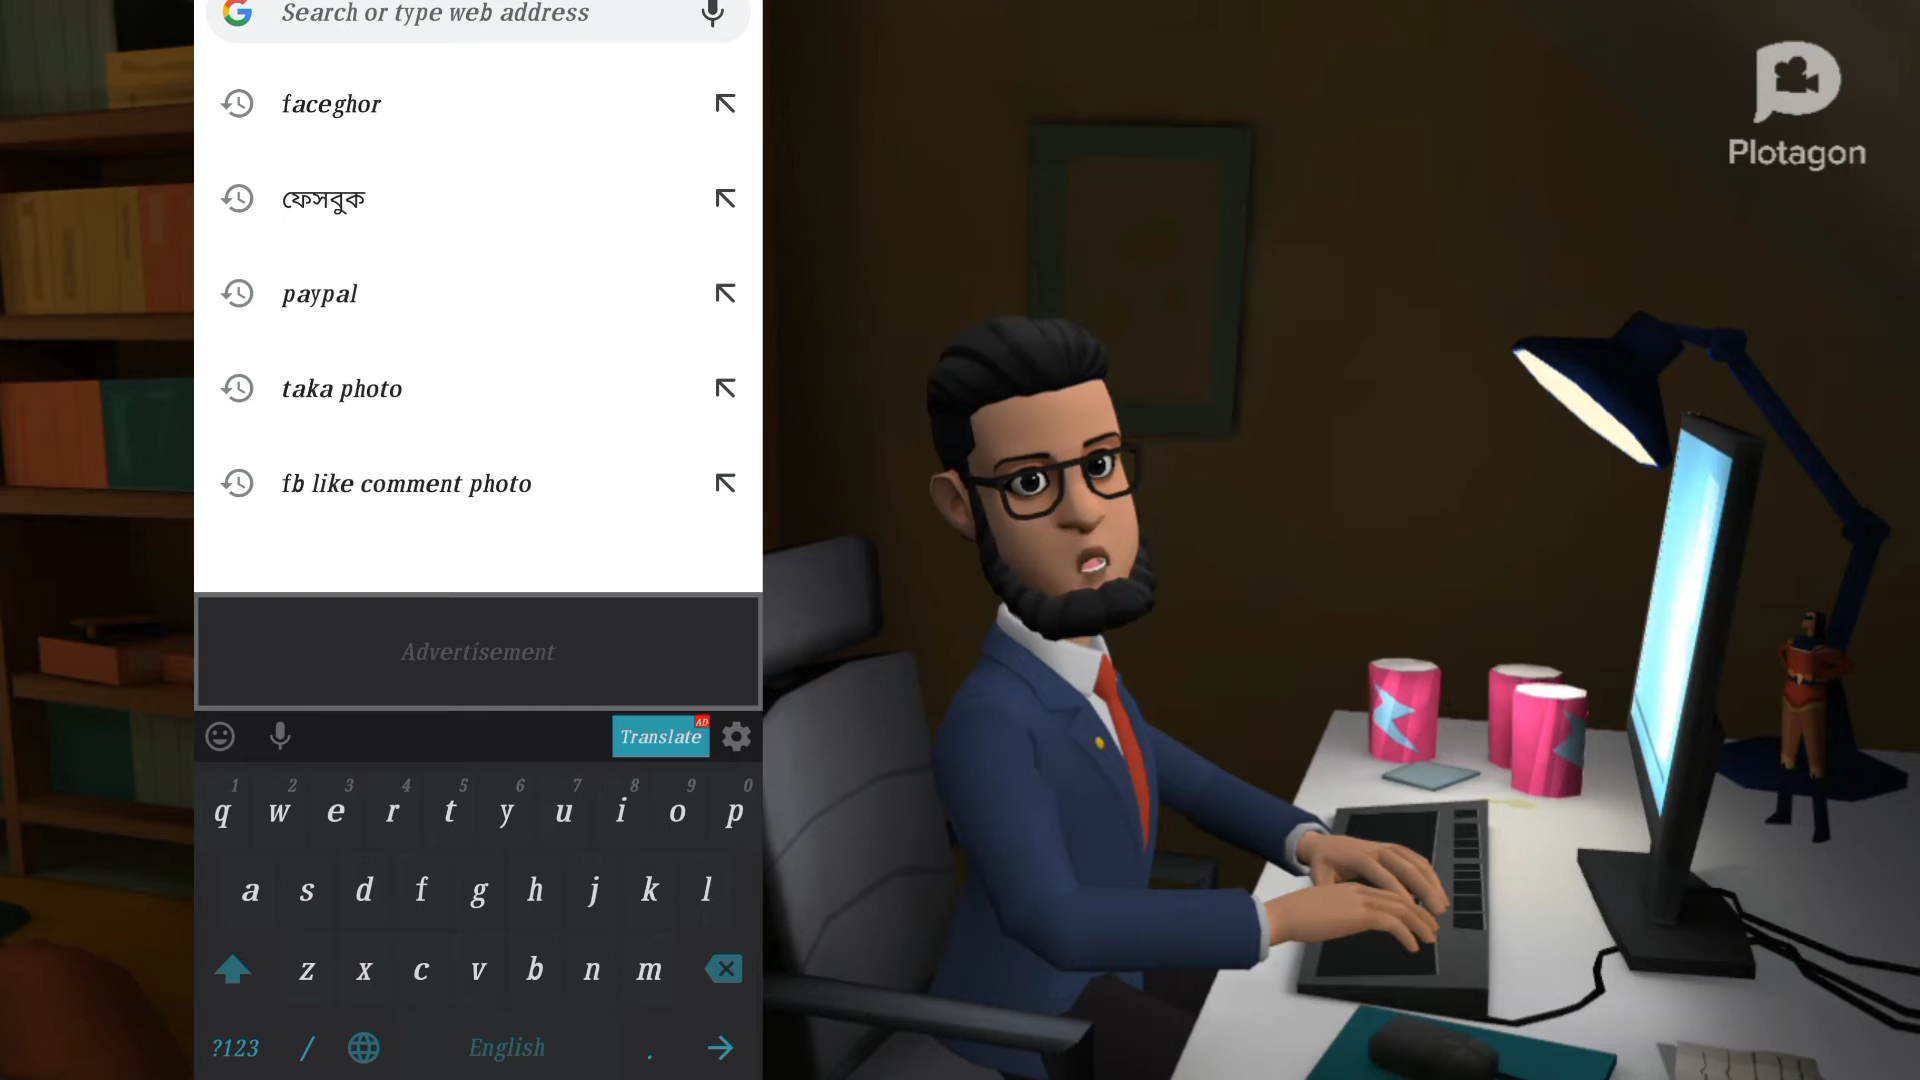 Search or type web address
faceghor
ফেসবুক
paypal
taka photo
fb like comment photo
Advertisement
Translate AD
1 2 3 4 5 6 7 8 9 0
q w e r t y u i o p
a s d f g h j k l
z x c v b n m
?123 / English .
Plotagon